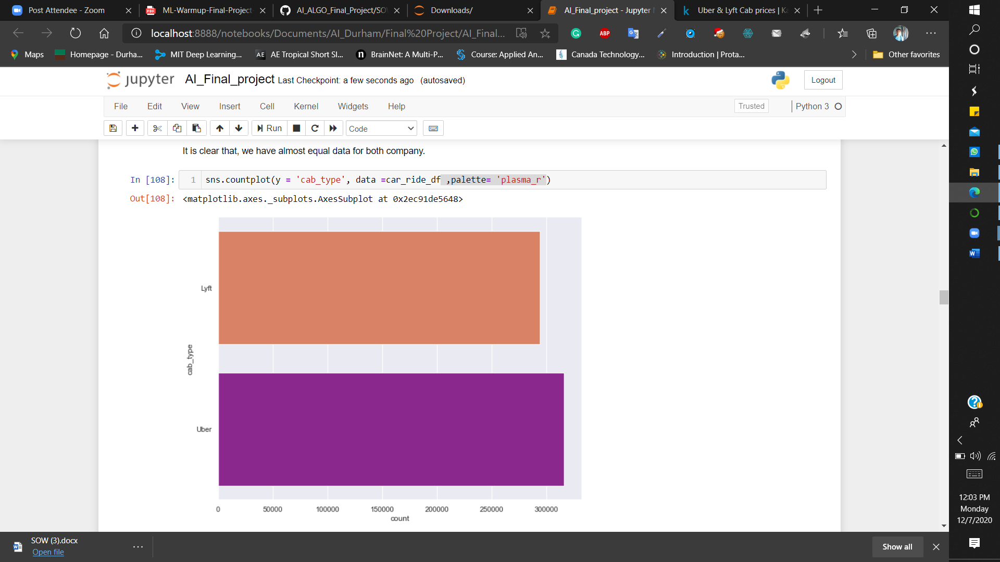 Post Attendee - Zoom
ML-Warmup-Final-Project
AI_ALGO_Final_Project/SOW
Downloads/
AI_Final_project - Jupyter
Uber & Lyft Cab prices | Ka
localhost:8888/notebooks/Documents/AI_Durham/Final%20Project/AI_Final...
ABP
Maps
Homepage - Durha...
MIT Deep Learning...
AE
AE Tropical Short Sl...
BrainNet: A Multi-P...
Course: Applied An...
Canada Technology...
Introduction | Prota...
Other favorites
jupyter
AI_Final_project Last Checkpoint: a few seconds ago (autosaved)
Logout
File Edit View Insert Cell Kernel Widgets Help
Trusted
Python 3
Run
Code
It is clear that, we have almost equal data for both company.
In [108]: 1 sns.countplot(y = 'cab_type', data =car_ride_df ,palette= 'plasma_r')
Out[108]: <matplotlib.axes._subplots.AxesSubplot at 0x2ec91de5648>
Lyft
cab_type
Uber
0 50000 100000 150000 200000 250000 300000
count
12:03 PM
Monday
12/7/2020
SOW (3).docx
Open file
Show all